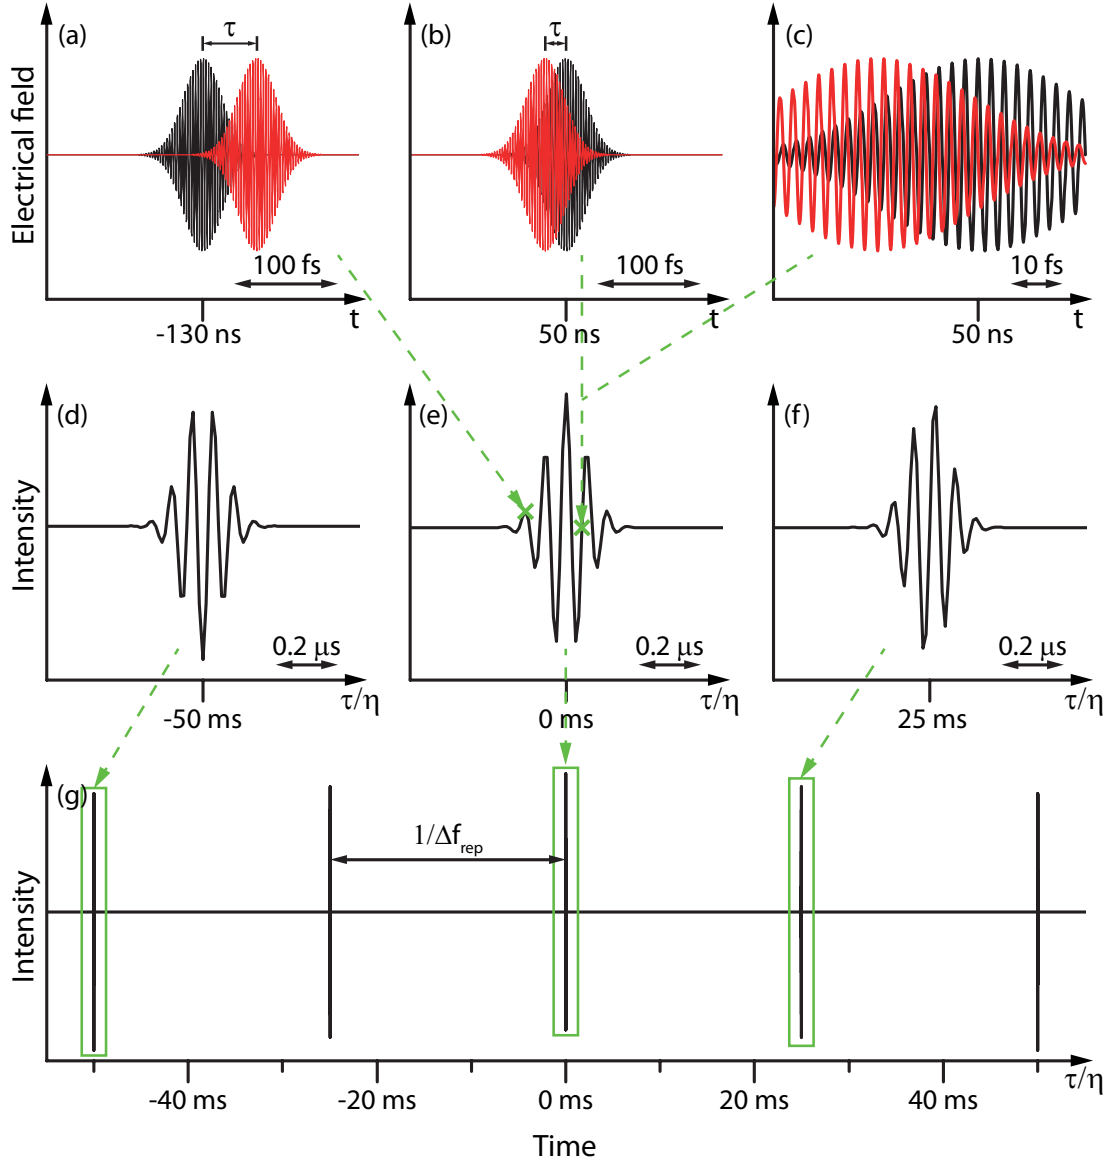 (a)
τ
(b)
τ
(c)
Electrical field
100 fs
100 fs
10 fs
-130 ns
t
50 ns
t
50 ns
t
(d)
(e)
(f)
Intensity
0.2 μs
0.2 μs
0.2 μs
-50 ms
τ/η
0 ms
τ/η
25 ms
τ/η
(g)
1/Δf_rep
Intensity
-40 ms
-20 ms
0 ms
20 ms
40 ms
τ/η
Time